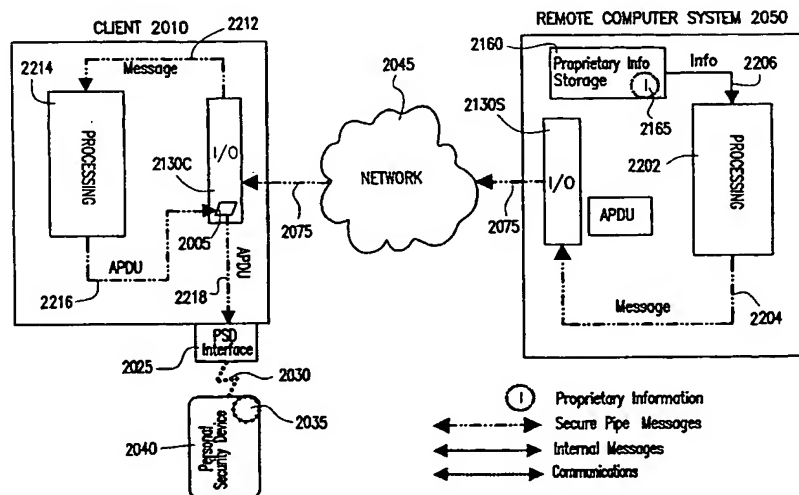 CLIENT 2010
2212
2214
Message
PROCESSING
I/O
2130C
2005
APDU
2216
APDU
2218
PSD
Interface
2025
2030
2035
2040
Personal
Security Device
2045
NETWORK
2075
2075
REMOTE COMPUTER SYSTEM 2050
2160
Proprietary Info
Storage
I
2165
Info
2206
2130S
I/O
2202
PROCESSING
APDU
Message
2204
I Proprietary Information
Secure Pipe Messages
Internal Messages
Communications